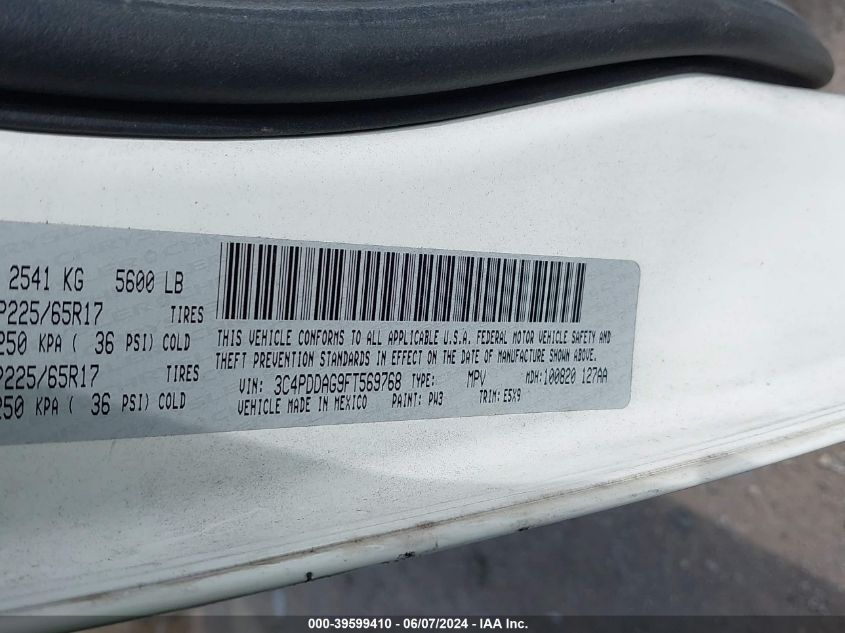 2541 KG 5600 LB
P225/65R17 TIRES
250 KPA ( 36 PSI) COLD
P225/65R17 TIRES
250 KPA ( 36 PSI) COLD
THIS VEHICLE CONFORMS TO ALL APPLICABLE U.S.A. FEDERAL MOTOR VEHICLE SAFETY AND
THEFT PREVENTION STANDARDS IN EFFECT ON THE DATE OF MANUFACTURE SHOWN ABOVE.
VIN: 3C4PDDAG9FT569768 TYPE: MPV MDH:100820 127AA
VEHICLE MADE IN MEXICO PAINT: PW3 TRIM: E5X9
000-39599410 - 06/07/2024 - IAA Inc.